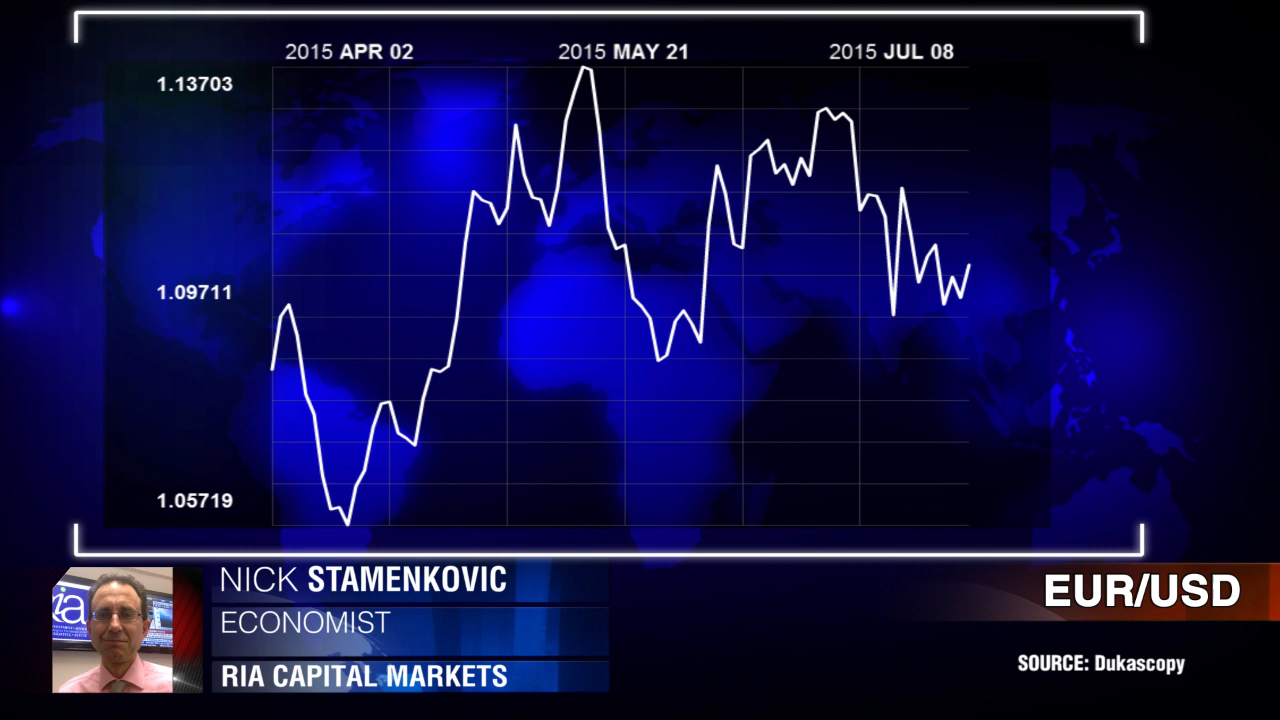 2015 APR 02 2015 MAY 21 2015 JUL 08
1.13703
1.09711
1.05719
NICK STAMENKOVIC
ECONOMIST
RIA CAPITAL MARKETS
EUR/USD
SOURCE: Dukascopy